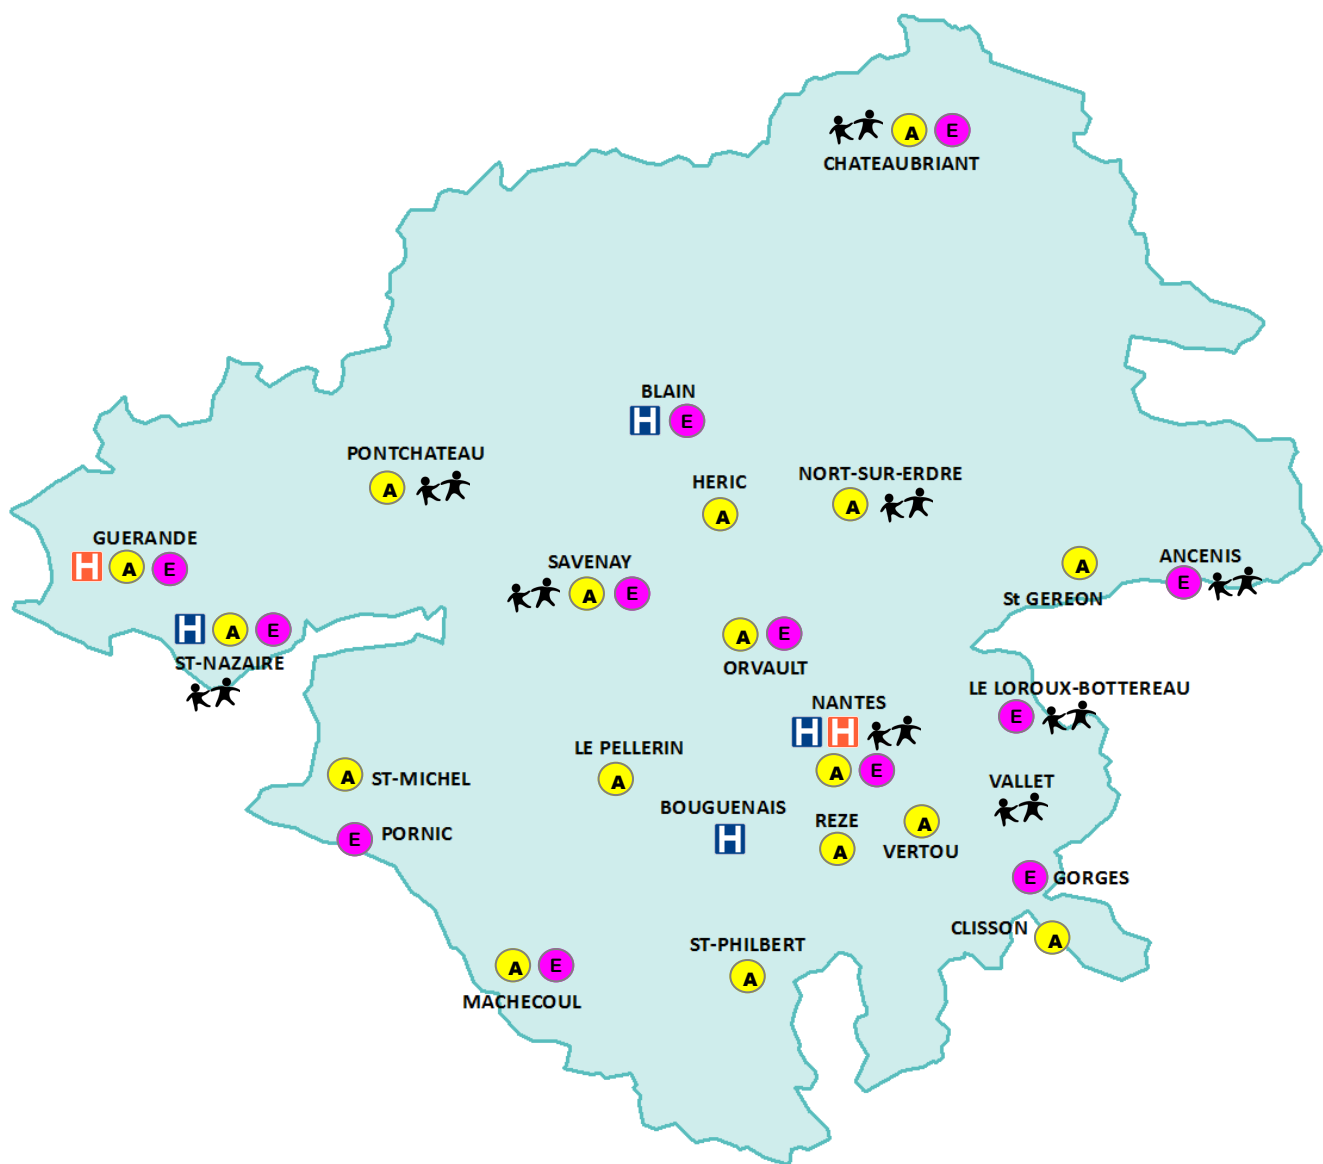 A E
CHATEAUBRIANT
BLAIN
H E
PONTCHATEAU
A
HERIC
A
NORT-SUR-ERDRE
A
GUERANDE
H A E
SAVENAY
A E
A
St GEREON
ANCENIS
E
H A E
ST-NAZAIRE
A E
ORVAULT
LE LOROUX-BOTTEREAU
E
NANTES
H H
A E
LE PELLERIN
A
A ST-MICHEL
VALLET
BOUGUENAIS
H
REZE
A
A
VERTOU
E PORNIC
E GORGES
CLISSON A
ST-PHILBERT
A
A E
MACHECOUL